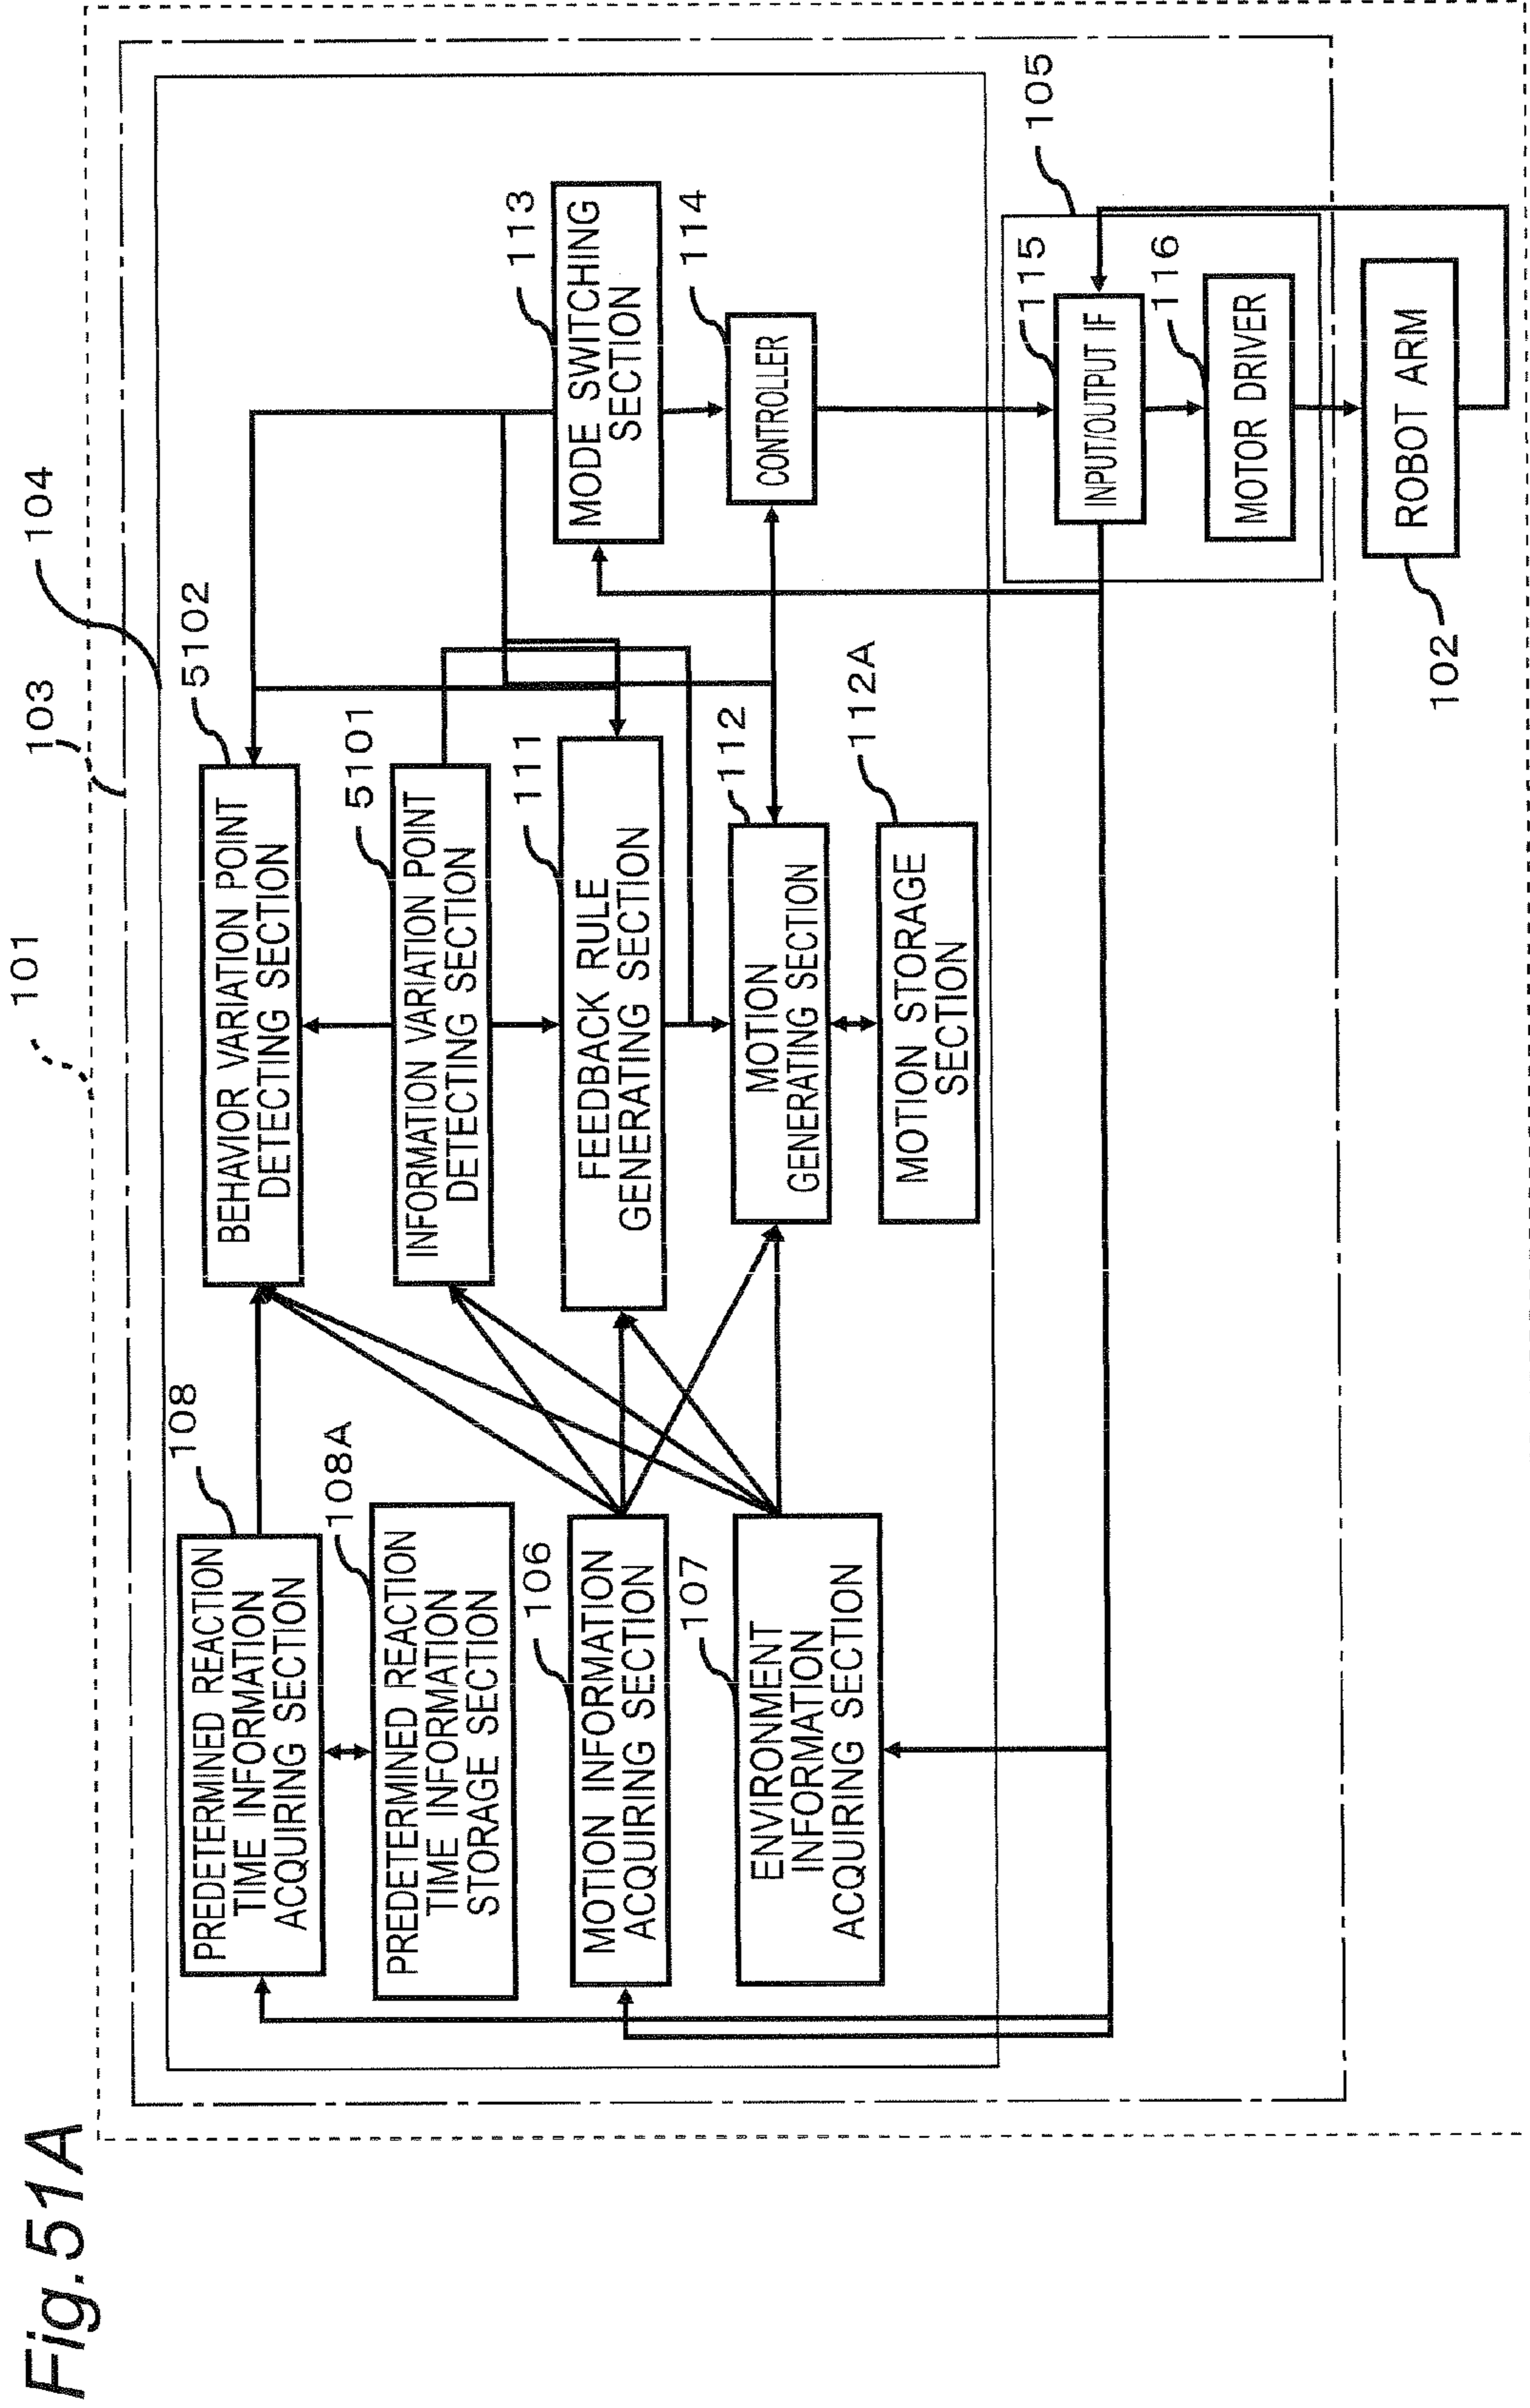 Fig.51A
101
103
104
108
PREDETERMINED REACTION
TIME INFORMATION
ACQUIRING SECTION
108A
PREDETERMINED REACTION
TIME INFORMATION
STORAGE SECTION
106
MOTION INFORMATION
ACQUIRING SECTION
107
ENVIRONMENT
INFORMATION
ACQUIRING SECTION
5102
BEHAVIOR VARIATION POINT
DETECTING SECTION
5101
INFORMATION VARIATION POINT
DETECTING SECTION
111
FEEDBACK RULE
GENERATING SECTION
112
MOTION
GENERATING SECTION
112A
MOTION STORAGE
SECTION
113
MODE SWITCHING
SECTION
114
CONTROLLER
105
115
INPUT/OUTPUT IF
116
MOTOR DRIVER
ROBOT ARM
102